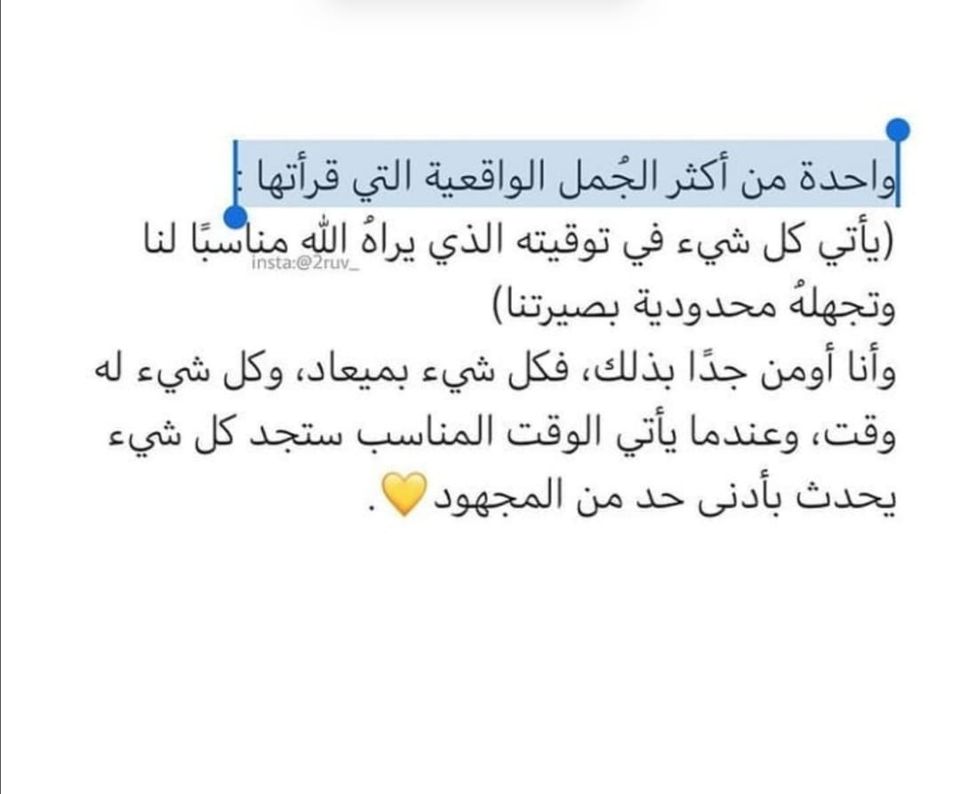 واحدة من أكثر الجُمل الواقعية التي قرأتها :
(يأتي كل شيء في توقيته الذي يراهُ الله مناسبًا لنا
insta:@2ruv_
وتجهلهُ محدودية بصيرتنا)
وأنا أومن جدًا بذلك، فكل شيء بميعاد، وكل شيء له
وقت، وعندما يأتي الوقت المناسب ستجد كل شيء
يحدث بأدنى حد من المجهود💛.